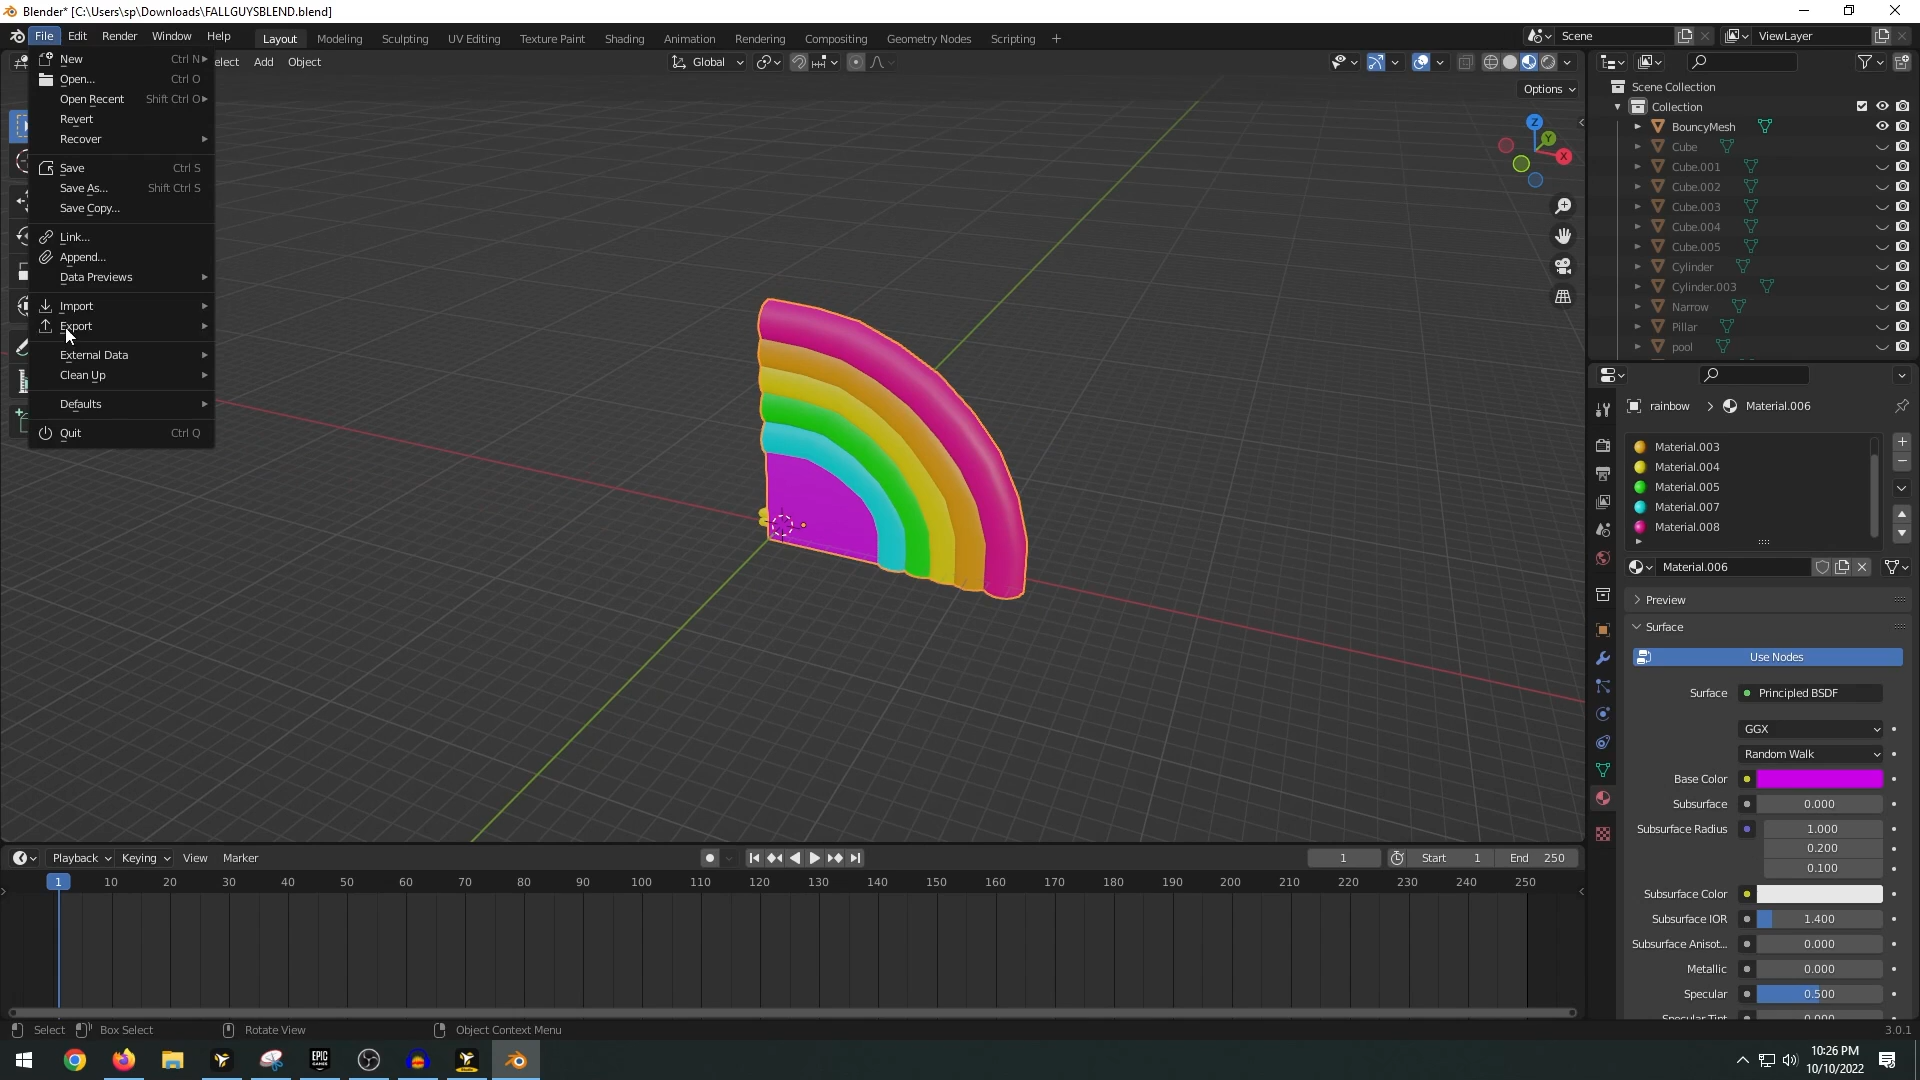 Blender* [C:\Users\sp\Downloads\FALLGUYSBLEND.blend]
File Edit Render Window Help Layout Modeling Sculpting UV Editing Texture Paint Shading Animation Rendering Compositing Geometry Nodes Scripting + Scene ViewLayer
elect Add Object Global
Options
New Ctrl N
Open... Ctrl O
Open Recent Shift Ctrl O
Revert
Recover
Save Ctrl S
Save As... Shift Ctrl S
Save Copy...
Link...
Append...
Data Previews
Import
Export
External Data
Clean Up
Defaults
Quit Ctrl Q
Z
Y
X
Scene Collection
Collection
BouncyMesh
Cube
Cube.001
Cube.002
Cube.003
Cube.004
Cube.005
Cylinder
Cylinder.003
Narrow
Pillar
pool
rainbow > Material.006
Material.003
Material.004
Material.005
Material.007
Material.008
Material.006
Preview
Surface
Use Nodes
Surface Principled BSDF
GGX
Random Walk
Base Color
Subsurface 0.000
Subsurface Radius 1.000
0.200
0.100
Subsurface Color
Subsurface IOR 1.400
Subsurface Anisot... 0.000
Metallic 0.000
Specular 0.500
Specular Tint 0.000
Playback Keying View Marker 1 Start 1 End 250
1 10 20 30 40 50 60 70 80 90 100 110 120 130 140 150 160 170 180 190 200 210 220 230 240 250
Select Box Select Rotate View Object Context Menu 3.0.1
EPIC GAMES
10:26 PM
10/10/2022